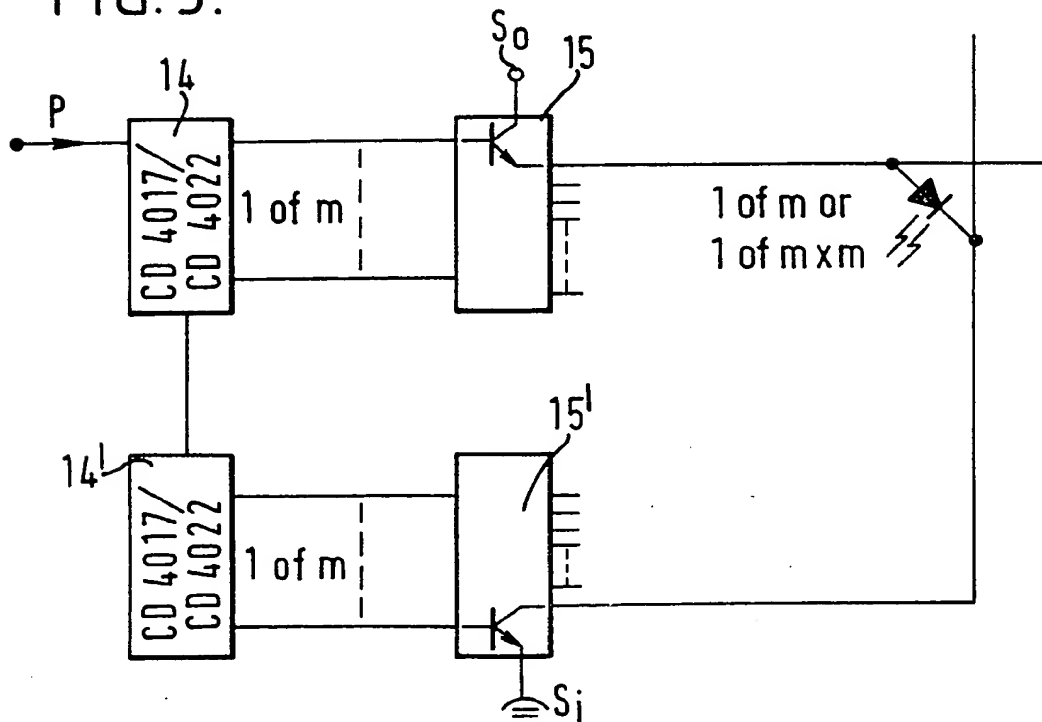 FIG. 5.
P
14
CD 4017/
CD 4022
1 of m
So
15
1 of m or
1 of m x m
14'
CD 4017/
CD 4022
1 of m
15'
Sj